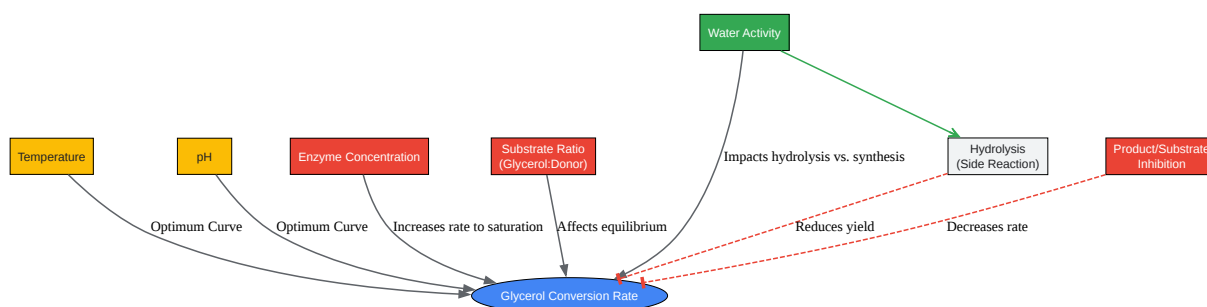 Water Activity
Temperature
pH
Enzyme Concentration
Substrate Ratio
(Glycerol:Donor)
Impacts hydrolysis vs. synthesis
Hydrolysis
(Side Reaction)
Product/Substrate
Inhibition
Optimum Curve
Optimum Curve
Increases rate to saturation
Affects equilibrium
Reduces yield
Decreases rate
Glycerol Conversion Rate